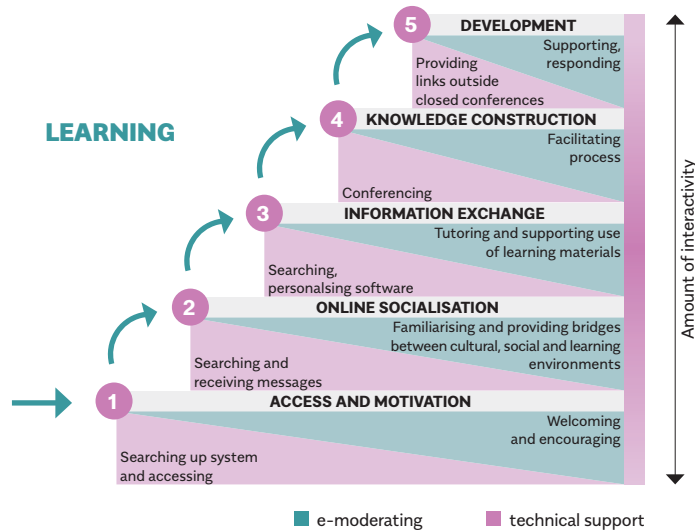 LEARNING
5
DEVELOPMENT
Supporting,
responding
Providing
links outside
closed conferences
4
KNOWLEDGE CONSTRUCTION
Facilitating
process
Conferencing
3
INFORMATION EXCHANGE
Tutoring and supporting use
of learning materials
Searching,
personalsing software
2
ONLINE SOCIALISATION
Familiarising and providing bridges
between cultural, social and learning
environments
Searching and
receiving messages
1
ACCESS AND MOTIVATION
Welcoming
and encouraging
Searching up system
and accessing
Amount of interactivity
e-moderating
technical support